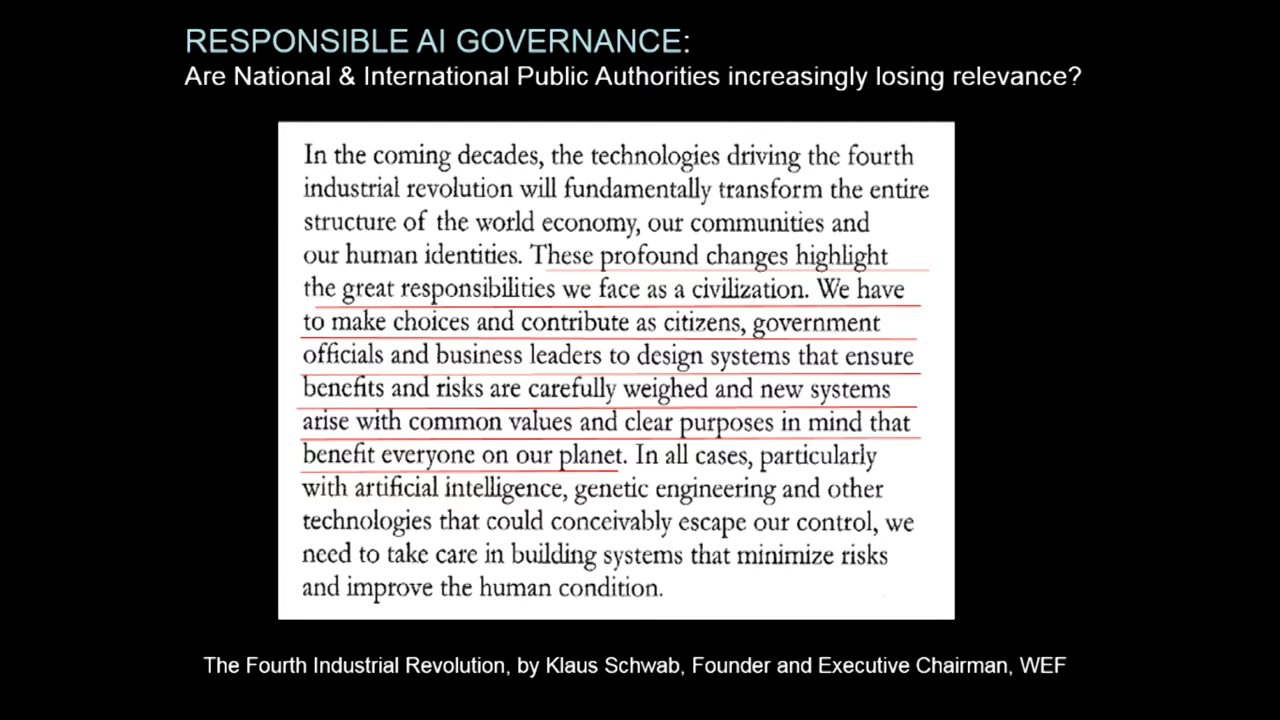 RESPONSIBLE AI GOVERNANCE:
Are National & International Public Authorities increasingly losing relevance?
In the coming decades, the technologies driving the fourth
industrial revolution will fundamentally transform the entire
structure of the world economy, our communities and
our human identities. These profound changes highlight
the great responsibilities we face as a civilization. We have
to make choices and contribute as citizens, government
officials and business leaders to design systems that ensure
benefits and risks are carefully weighed and new systems
arise with common values and clear purposes in mind that
benefit everyone on our planet. In all cases, particularly
with artificial intelligence, genetic engineering and other
technologies that could conceivably escape our control, we
need to take care in building systems that minimize risks
and improve the human condition.
The Fourth Industrial Revolution, by Klaus Schwab, Founder and Executive Chairman, WEF